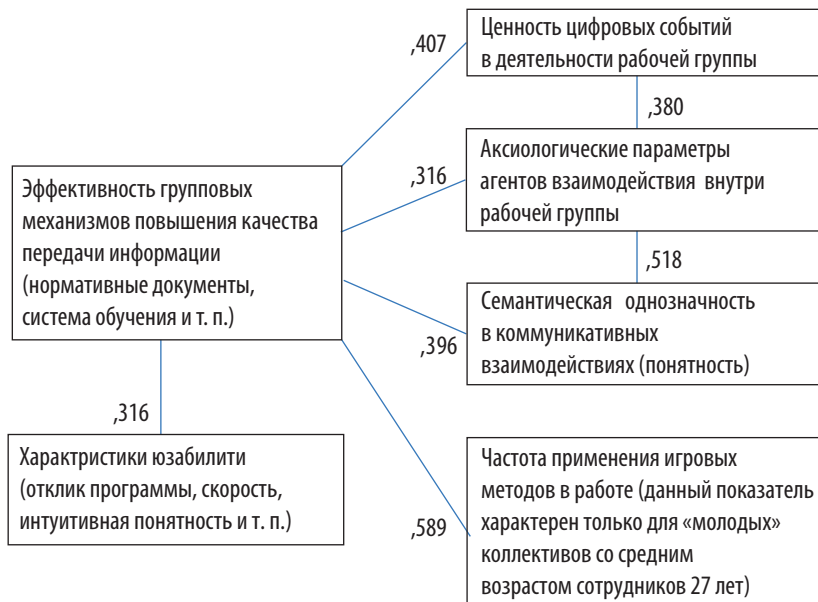 Ценность цифровых событий
в деятельности рабочей группы
,407
,380
Аксиологические параметры
агентов взаимодействия внутри
рабочей группы
,316
Эффективность групповых
механизмов повышения качества
передачи информации
(нормативные документы,
система обучения и т. п.)
,518
Семантическая однозначность
в коммуникативных
взаимодействиях (понятность)
,396
,316
Характристики юзабилити
(отклик программы, скорость,
интуитивная понятность и т. п.)
Частота применения игровых
методов в работе (данный показатель
характерен только для «молодых»
коллективов со средним
возрастом сотрудников 27 лет)
,589